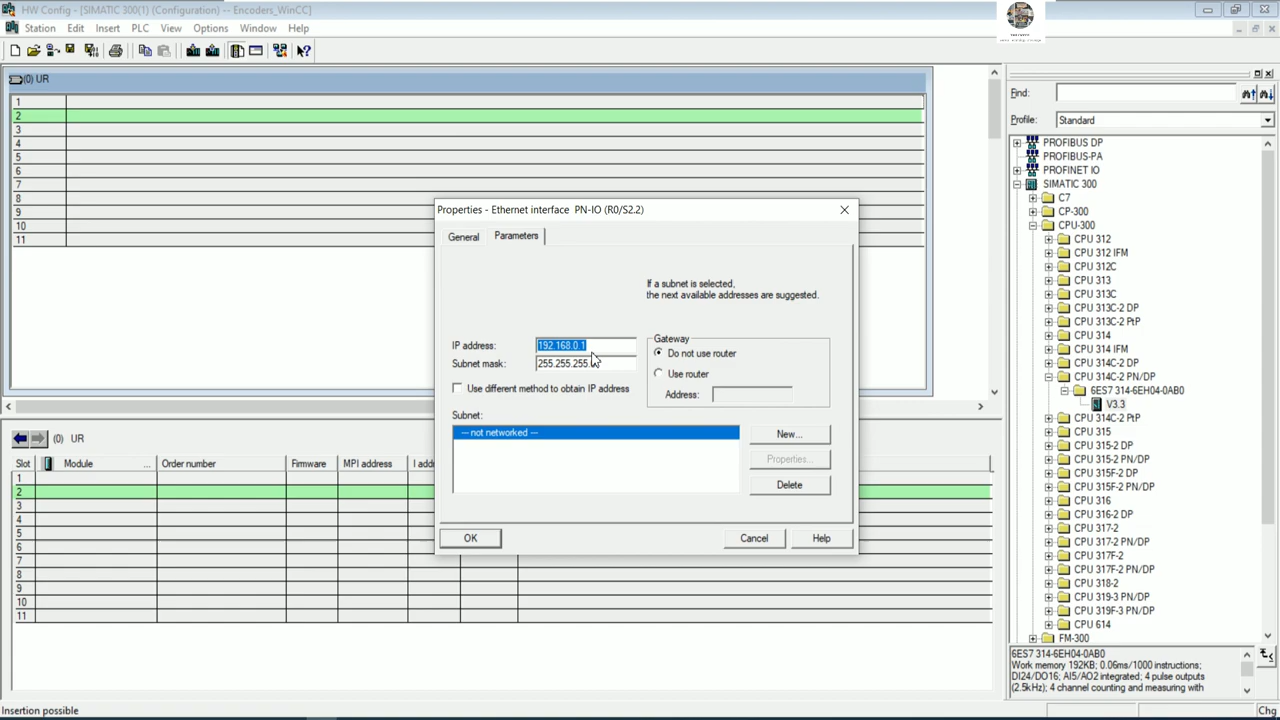 HW Config - [SIMATIC 300(1) (Configuration) -- Encoders_WinCC]
Station Edit Insert PLC View Options Window Help
(0) UR
1
2
3
4
5
6
7
8
9
10
11
Properties - Ethernet interface PN-IO (R0/S2.2)
General Parameters
If a subnet is selected,
the next available addresses are suggested.
IP address: 192.168.0.1
Subnet mask: 255.255.255.
Use different method to obtain IP address
Gateway
Do not use router
Use router
Address:
Subnet:
--- not networked ---
New...
Properties...
Delete
OK Cancel Help
(0) UR
Slot Module ... Order number Firmware MPI address I add
1
2
3
4
5
6
7
8
9
10
11
Insertion possible
Find:
Profile: Standard
PROFIBUS DP
PROFIBUS-PA
PROFINET IO
SIMATIC 300
C7
CP-300
CPU-300
CPU 312
CPU 312 IFM
CPU 312C
CPU 313
CPU 313C
CPU 313C-2 DP
CPU 313C-2 PtP
CPU 314
CPU 314 IFM
CPU 314C-2 DP
CPU 314C-2 PN/DP
6ES7 314-6EH04-0AB0
V3.3
CPU 314C-2 PtP
CPU 315
CPU 315-2 DP
CPU 315-2 PN/DP
CPU 315F-2 DP
CPU 315F-2 PN/DP
CPU 316
CPU 316-2 DP
CPU 317-2
CPU 317-2 PN/DP
CPU 317F-2
CPU 317F-2 PN/DP
CPU 318-2
CPU 319-3 PN/DP
CPU 319F-3 PN/DP
CPU 614
FM-300
6ES7 314-6EH04-0AB0
Work memory 192KB; 0.06ms/1000 instructions;
DI24/DO16; AI5/AO2 integrated; 4 pulse outputs
(2.5kHz); 4 channel counting and measuring with
Chg